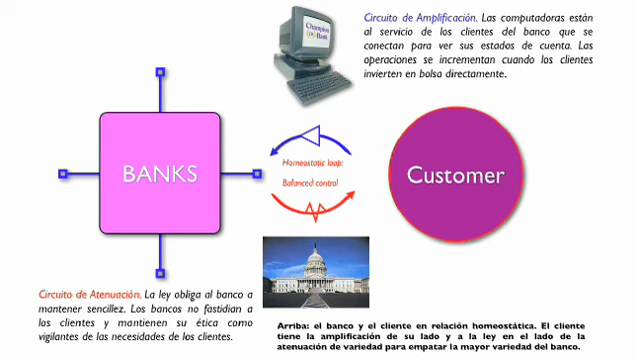 Circuito de Amplificación. Las computadoras están
al servicio de los clientes del banco que se
conectan para ver sus estados de cuenta. Las
operaciones se incrementan cuando los clientes
invierten en bolsa directamente.
Champion
Bank
BANKS
Homeostatic loop:
Balanced control
Customer
Circuito de Atenuación. La ley obliga al banco a
mantener sencillez. Los bancos no fastidian a
los clientes y mantienen su ética como
vigilantes de las necesidades de los clientes.
Arriba: el banco y el cliente en relación homeostática. El cliente
tiene la amplificación de su lado y a la ley en el lado de la
atenuación de variedad para empatar la mayor variedad del banco.